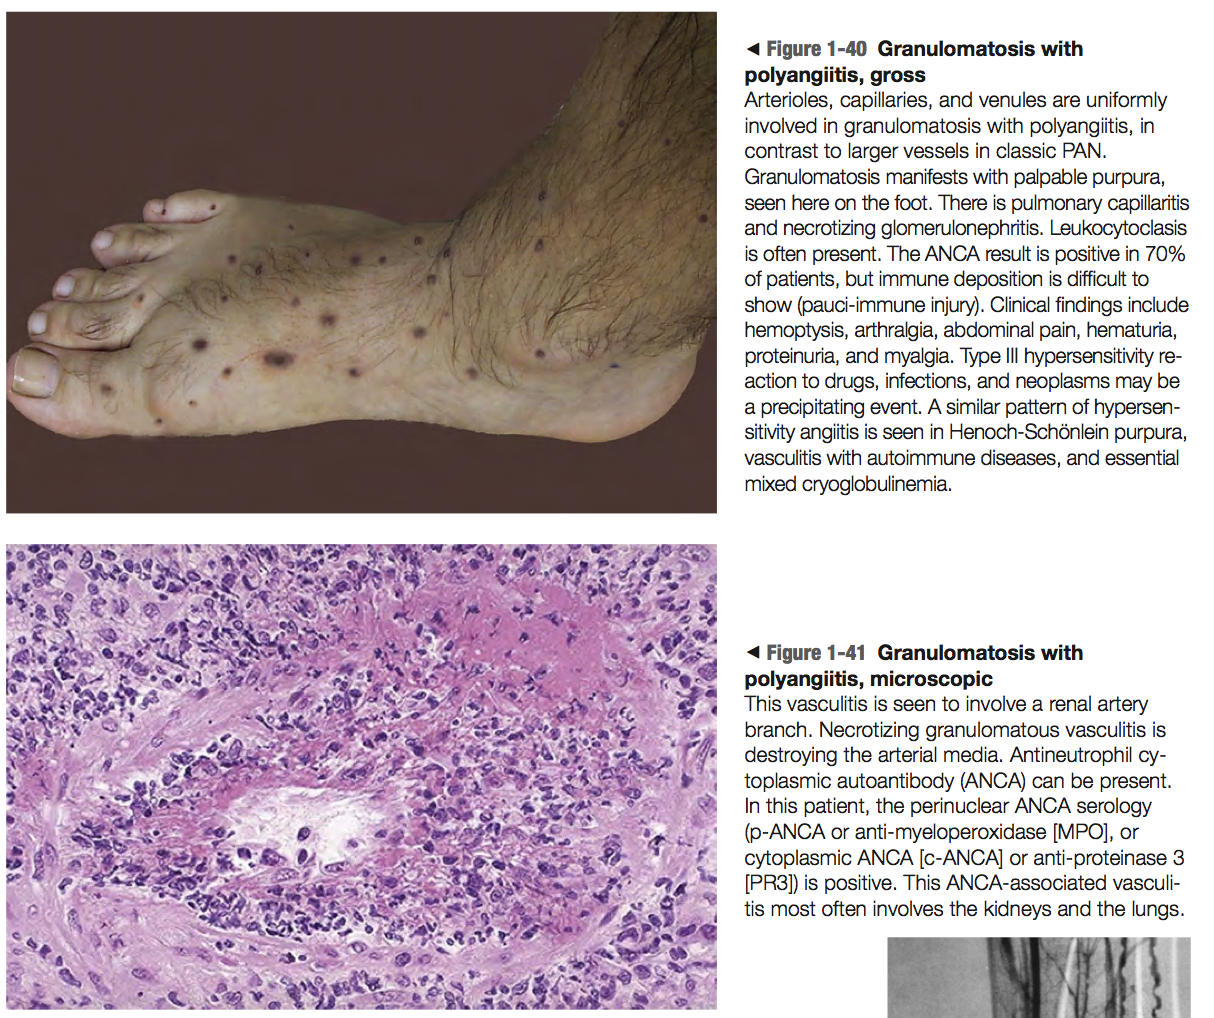 ◄ Figure 1-40 Granulomatosis with
polyangiitis, gross
Arterioles, capillaries, and venules are uniformly
involved in granulomatosis with polyangiitis, in
contrast to larger vessels in classic PAN.
Granulomatosis manifests with palpable purpura,
seen here on the foot. There is pulmonary capillaritis
and necrotizing glomerulonephritis. Leukocytoclasis
is often present. The ANCA result is positive in 70%
of patients, but immune deposition is difficult to
show (pauci-immune injury). Clinical findings include
hemoptysis, arthralgia, abdominal pain, hematuria,
proteinuria, and myalgia. Type III hypersensitivity re-
action to drugs, infections, and neoplasms may be
a precipitating event. A similar pattern of hypersen-
sitivity angiitis is seen in Henoch-Schönlein purpura,
vasculitis with autoimmune diseases, and essential
mixed cryoglobulinemia.
◄ Figure 1-41 Granulomatosis with
polyangiitis, microscopic
This vasculitis is seen to involve a renal artery
branch. Necrotizing granulomatous vasculitis is
destroying the arterial media. Antineutrophil cy-
toplasmic autoantibody (ANCA) can be present.
In this patient, the perinuclear ANCA serology
(p-ANCA or anti-myeloperoxidase [MPO], or
cytoplasmic ANCA [c-ANCA] or anti-proteinase 3
[PR3]) is positive. This ANCA-associated vasculi-
tis most often involves the kidneys and the lungs.